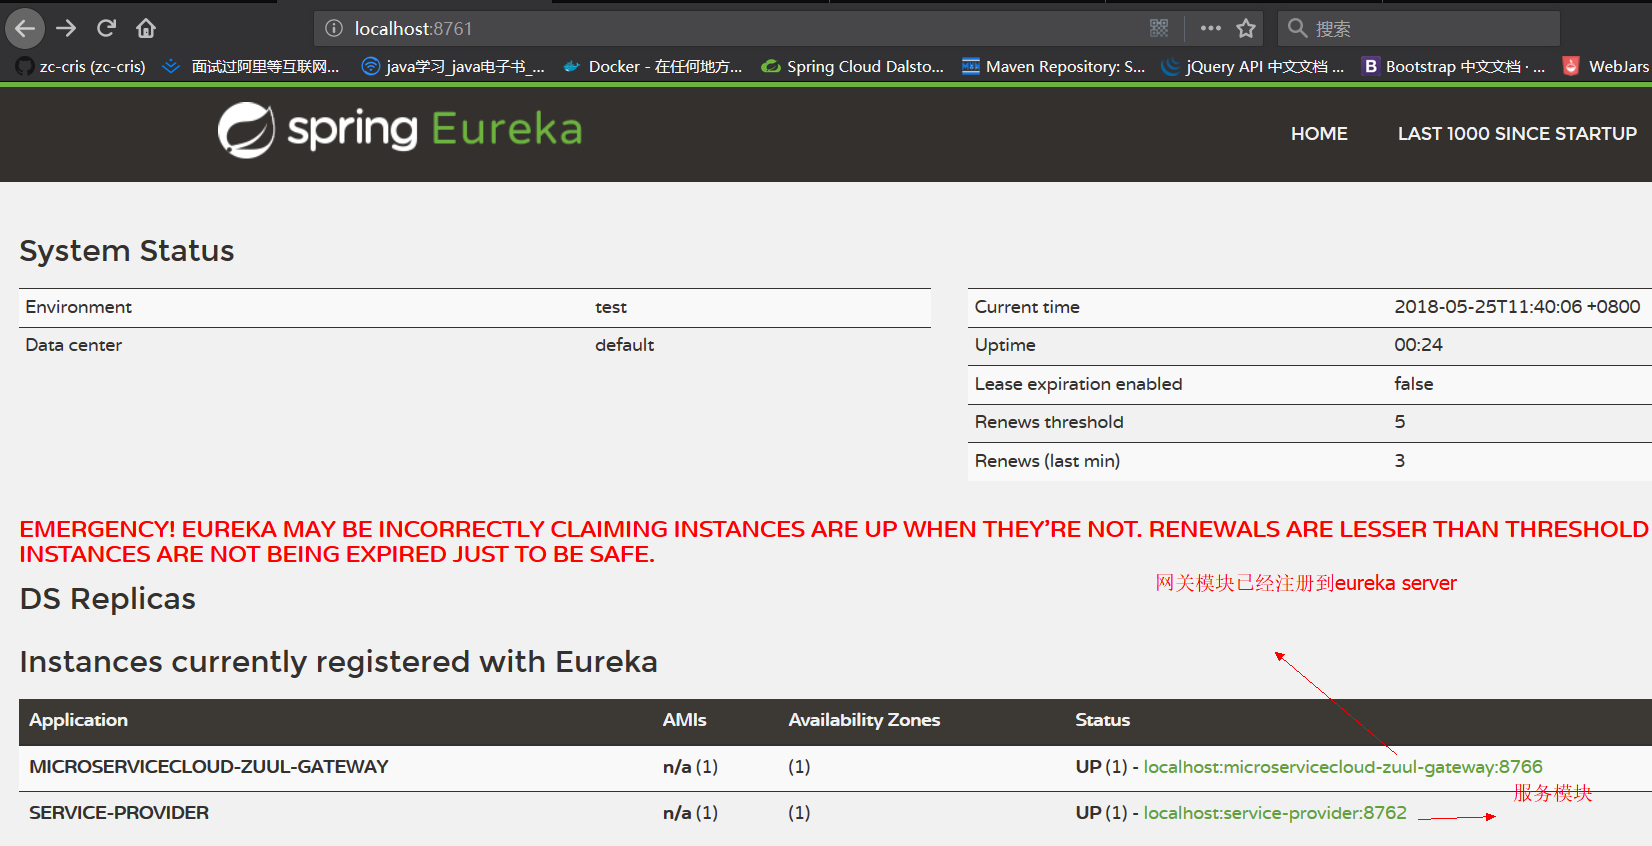 localhost:8761
搜索
zc-cris (zc-cris)
面试过阿里等互联网...
java学习_java电子书_...
Docker - 在任何地方...
Spring Cloud Dalsto...
Maven Repository: S...
jQuery API 中文文档 ...
B Bootstrap 中文文档 · ...
WebJars
spring Eureka
HOME
LAST 1000 SINCE STARTUP
System Status
Environment test
Data center default
Current time 2018-05-25T11:40:06 +0800
Uptime 00:24
Lease expiration enabled false
Renews threshold 5
Renews (last min) 3
EMERGENCY! EUREKA MAY BE INCORRECTLY CLAIMING INSTANCES ARE UP WHEN THEY'RE NOT. RENEWALS ARE LESSER THAN THRESHOLD
INSTANCES ARE NOT BEING EXPIRED JUST TO BE SAFE.
网关模块已经注册到eureka server
DS Replicas
Instances currently registered with Eureka
Application AMIs Availability Zones Status
MICROSERVICECLOUD-ZUUL-GATEWAY n/a (1) (1) UP (1) - localhost:microservicecloud-zuul-gateway:8766
服务模块
SERVICE-PROVIDER n/a (1) (1) UP (1) - localhost:service-provider:8762